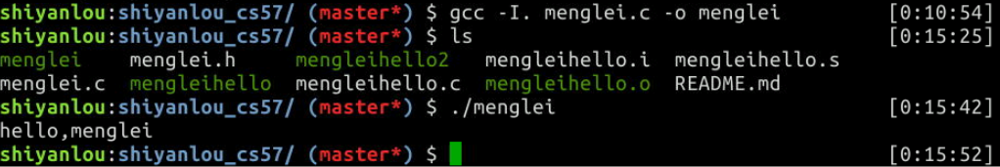 shiyanlou:shiyanlou_cs57/ (master*) $ gcc -I. menglei.c -o menglei [0:10:54]
shiyanlou:shiyanlou_cs57/ (master*) $ ls [0:15:25]
menglei menglei.h mengleihello2 mengleihello.i mengleihello.s
menglei.c mengleihello mengleihello.c mengleihello.o README.md
shiyanlou:shiyanlou_cs57/ (master*) $ ./menglei [0:15:42]
hello,menglei
shiyanlou:shiyanlou_cs57/ (master*) $ [0:15:52]